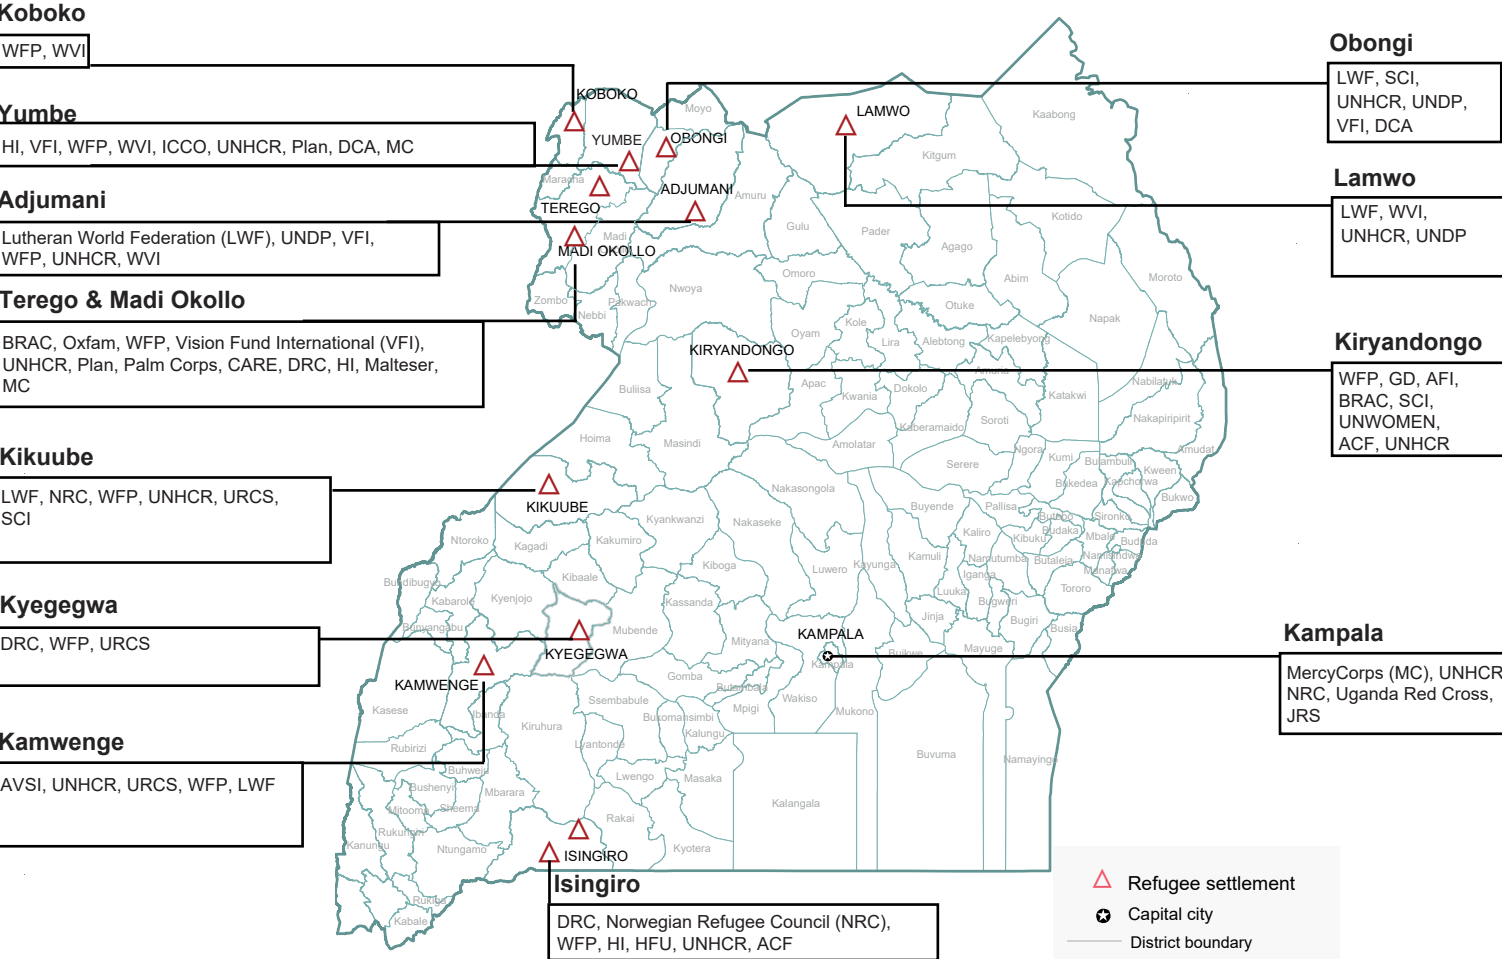 Koboko
WFP, WVI
Yumbe
HI, VFI, WFP, WVI, ICCO, UNHCR, Plan, DCA, MC
Adjumani
Lutheran World Federation (LWF), UNDP, VFI,
WFP, UNHCR, WVI
Terego & Madi Okollo
BRAC, Oxfam, WFP, Vision Fund International (VFI),
UNHCR, Plan, Palm Corps, CARE, DRC, HI, Malteser,
MC
Kikuube
LWF, NRC, WFP, UNHCR, URCS,
SCI
Kyegegwa
DRC, WFP, URCS
Kamwenge
AVSI, UNHCR, URCS, WFP, LWF
Isingiro
DRC, Norwegian Refugee Council (NRC),
WFP, HI, HFU, UNHCR, ACF
Obongi
LWF, SCI,
UNHCR, UNDP,
VFI, DCA
Lamwo
LWF, WVI,
UNHCR, UNDP
Kiryandongo
WFP, GD, AFI,
BRAC, SCI,
UNWOMEN,
ACF, UNHCR
Kampala
MercyCorps (MC), UNHCR
NRC, Uganda Red Cross,
JRS
KOBOKO
Moyo
LAMWO
Kaabong
YUMBE
OBONGI
Kitgum
Maracha
ADJUMANI
Amuru
TEREGO
Kotido
Gulu
Pader
Madi
Agago
MADI OKOLLO
Omoro
Abim
Moroto
Nwoya
Zombo
Pakwach
Nebbi
Otuke
Napak
Kole
Oyam
Lira
Alebtong
Kapelebyong
KIRYANDONGO
Amuria
Apac
Nabilatuk
Buliisa
Kwania
Dokolo
Katakwi
Soroti
Nakapiripirit
Kaberamaido
Hoima
Masindi
Amolatar
Ngora
Amudat
Kumi
Bulambuli
Serere
Kween
Bukedea
Kapchorwa
Nakasongola
Bukwo
KIKUUBE
Buyende
Pallisa
Kyankwanzi
Nakaseke
Butebo
Sironko
Kaliro
Budaka
Kibuku
Mbale
Ntoroko
Kakumiro
Bududa
Kagadi
Kamuli
Namutumba
Butaleja
Namisindwa
Kiboga
Luwero
Kayunga
Manafwa
Iganga
Kibaale
Bundibugyo
Tororo
Luuka
Kabarole
Kyenjojo
Kassanda
Bugweri
Jinja
Bugiri
Bunyangabu
Mubende
KAMPALA
Busia
Mityana
Mayuge
KYEGEGWA
Buikwe
Kampala
Gomba
KAMWENGE
Butambala
Wakiso
Ssembabule
Kasese
Mpigi
Mukono
Ibanda
Bukomansimbi
Kiruhura
Kalungu
Rubirizi
Lyantonde
Buvuma
Namayingo
Buhweju
Lwengo
Masaka
Bushenyi
Mbarara
Kalangala
Mitooma
Sheema
Rakai
Rukungiri
Kanungu
Ntungamo
Kyotera
ISINGIRO
Rukiga
Kabale
Refugee settlement
Capital city
District boundary